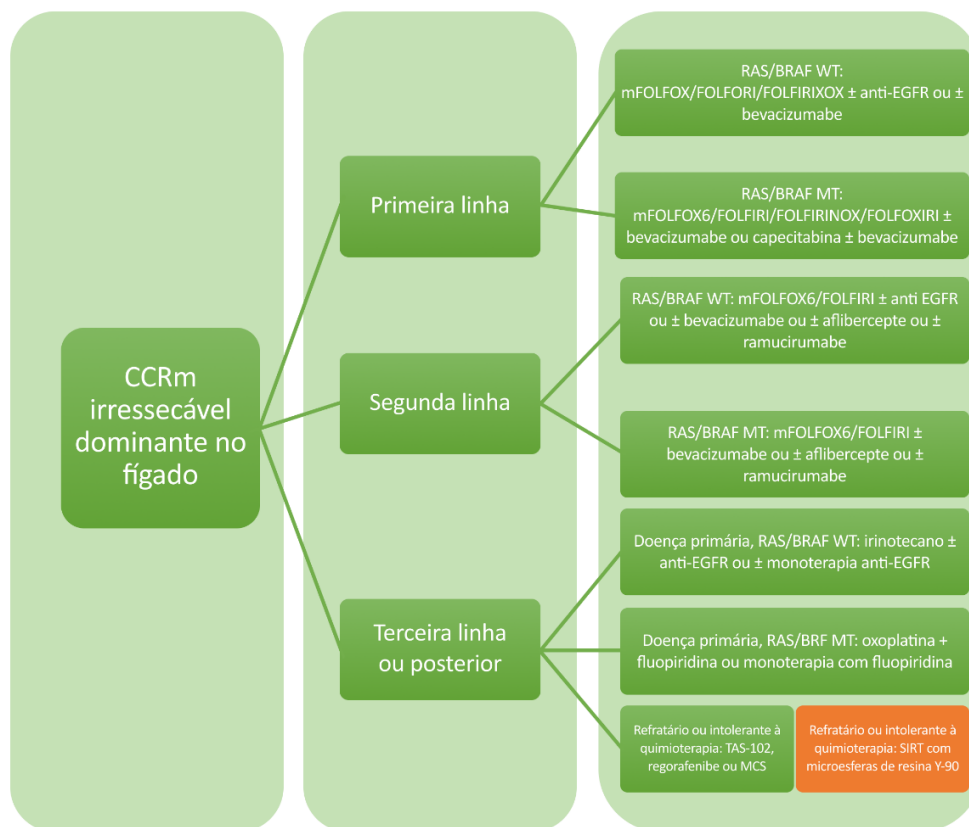 CCRm
irressecável
dominante no
fígado
Primeira linha
RAS/BRAF WT:
mFOLFOX/FOLFORI/FOLFIRIXOX ± anti-EGFR ou ±
bevacizumabe
RAS/BRAF MT:
mFOLFOX6/FOLFIRI/FOLFIRINOX/FOLFOXIRI ±
bevacizumabe ou capecitabina ± bevacizumabe
Segunda linha
RAS/BRAF WT: mFOLFOX6/FOLFIRI ± anti EGFR
ou ± bevacizumabe ou ± aflibercepte ou ±
ramucirumabe
RAS/BRAF MT: mFOLFOX6/FOLFIRI ±
bevacizumabe ou ± aflibercepte ou ±
ramucirumabe
Terceira linha
ou posterior
Doença primária, RAS/BRAF WT: irinotecano ±
anti-EGFR ou ± monoterapia anti-EGFR
Doença primária, RAS/BRF MT: oxoplatina +
fluopiridina ou monoterapia com fluopiridina
Refratário ou intolerante à
quimioterapia: TAS-102,
regorafenibe ou MCS
Refratário ou intolerante à
quimioterapia: SIRT com
microesferas de resina Y-90